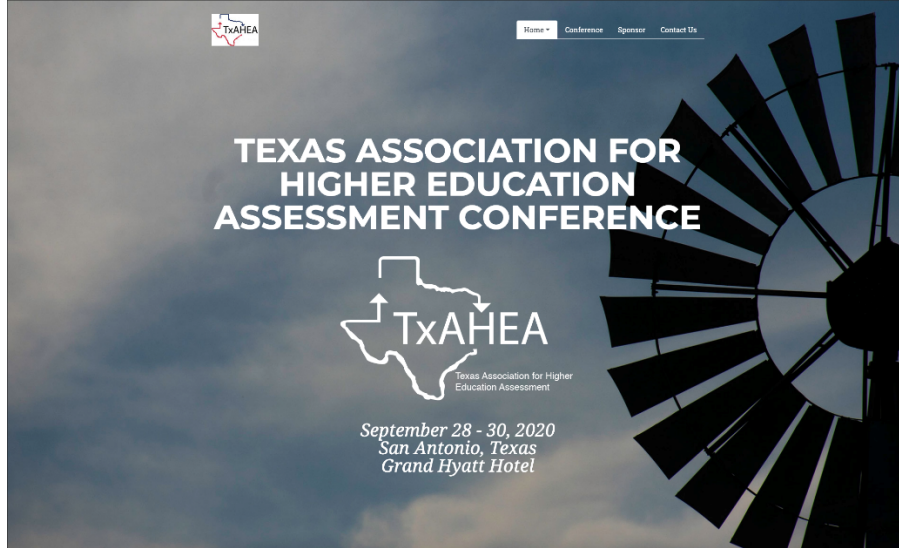 TxAHEA
Home Conference Sponsor Contact Us
TEXAS ASSOCIATION FOR
HIGHER EDUCATION
ASSESSMENT CONFERENCE
TxAHEA
Texas Association for Higher
Education Assessment
September 28 - 30, 2020
San Antonio, Texas
Grand Hyatt Hotel